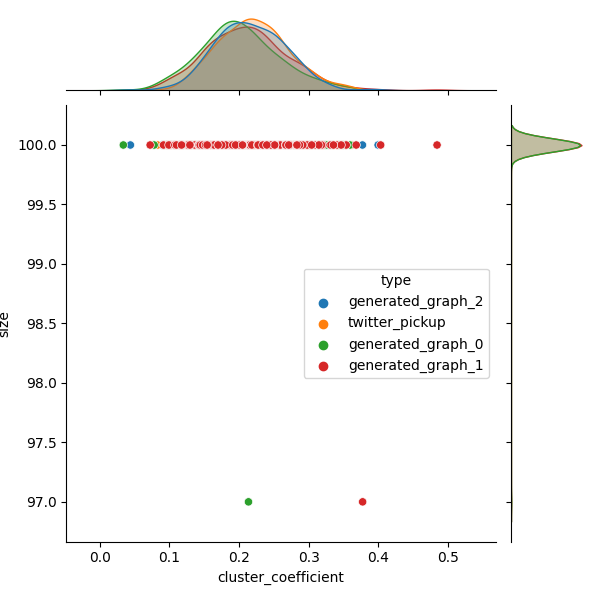 100.0
99.5
99.0
98.5
98.0
97.5
97.0
size
type
generated_graph_2
twitter_pickup
generated_graph_0
generated_graph_1
0.0 0.1 0.2 0.3 0.4 0.5
cluster_coefficient